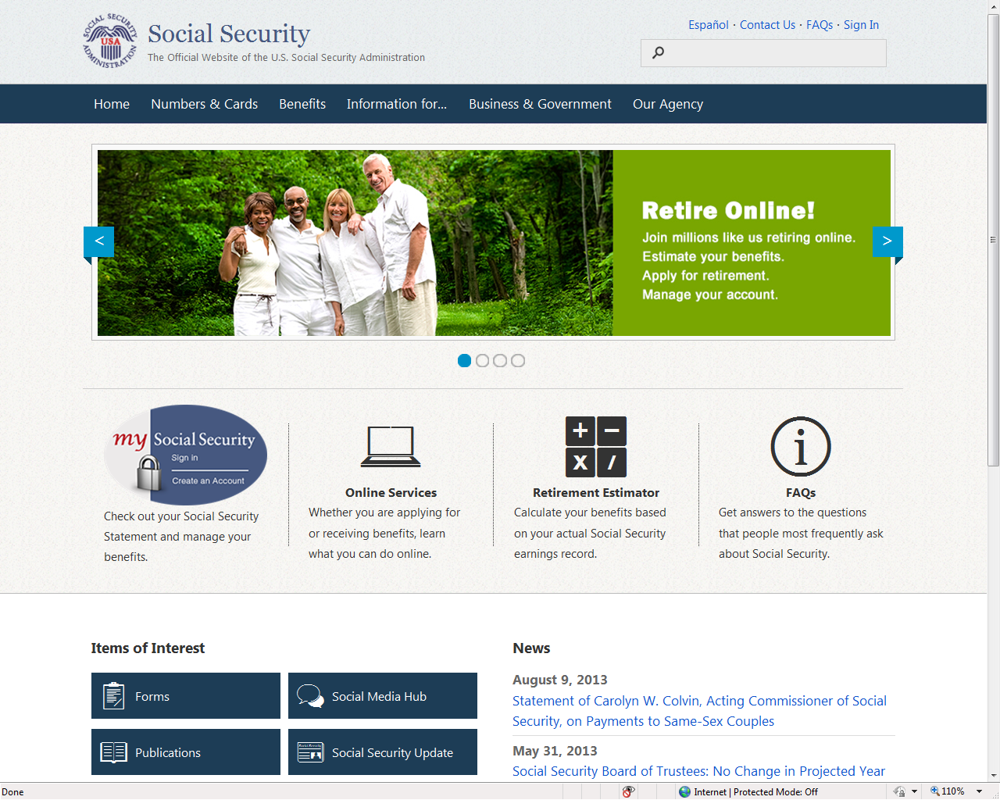 SOCIAL SECURITY ADMINISTRATION
USA
Social Security
The Official Website of the U.S. Social Security Administration
Español · Contact Us · FAQs · Sign In
Home Numbers & Cards Benefits Information for... Business & Government Our Agency
Retire Online!
Join millions like us retiring online.
Estimate your benefits.
Apply for retirement.
Manage your account.
< >
my Social Security
Sign in
Create an Account
Check out your Social Security
Statement and manage your
benefits.
Online Services
Whether you are applying for
or receiving benefits, learn
what you can do online.
+ −
x /
Retirement Estimator
Calculate your benefits based
on your actual Social Security
earnings record.
i
FAQs
Get answers to the questions
that people most frequently ask
about Social Security.
Items of Interest
Forms
Social Media Hub
Publications
Social Security Update
News
August 9, 2013
Statement of Carolyn W. Colvin, Acting Commissioner of Social
Security, on Payments to Same-Sex Couples
May 31, 2013
Social Security Board of Trustees: No Change in Projected Year
Done
Internet | Protected Mode: Off
110%